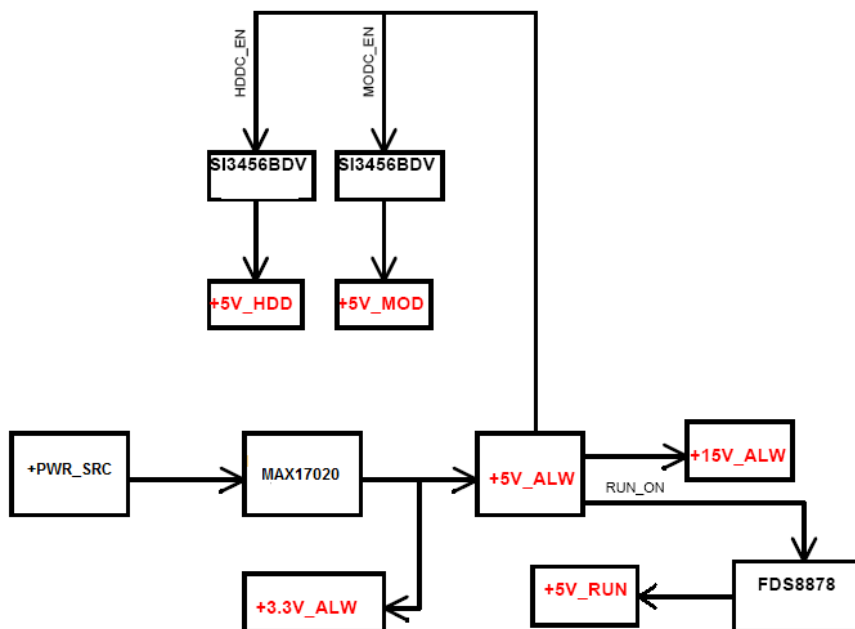 HDDC_EN
MODC_EN
SI3456BDV
SI3456BDV
+5V_HDD
+5V_MOD
+PWR_SRC
MAX17020
+5V_ALW
+15V_ALW
RUN_ON
+3.3V_ALW
+5V_RUN
FDS8878